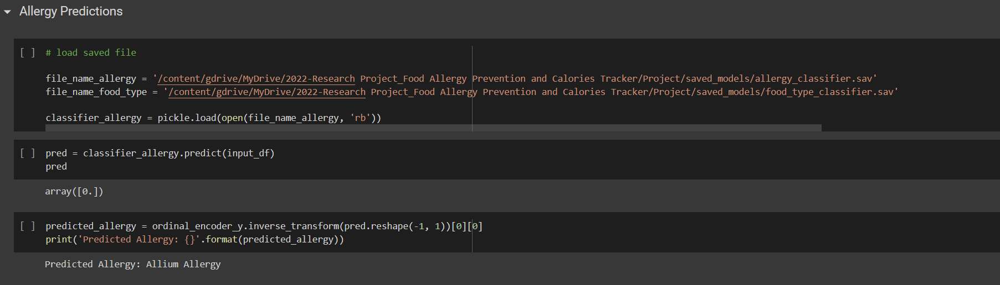 Allergy Predictions
[ ] # load saved file
file_name_allergy = '/content/gdrive/MyDrive/2022-Research Project_Food Allergy Prevention and Calories Tracker/Project/saved_models/allergy_classifier.sav'
file_name_food_type = '/content/gdrive/MyDrive/2022-Research Project_Food Allergy Prevention and Calories Tracker/Project/saved_models/food_type_classifier.sav'
classifier_allergy = pickle.load(open(file_name_allergy, 'rb'))
[ ] pred = classifier_allergy.predict(input_df)
pred
array([0.])
[ ] predicted_allergy = ordinal_encoder_y.inverse_transform(pred.reshape(-1, 1))[0][0]
print('Predicted Allergy: {}'.format(predicted_allergy))
Predicted Allergy: Allium Allergy